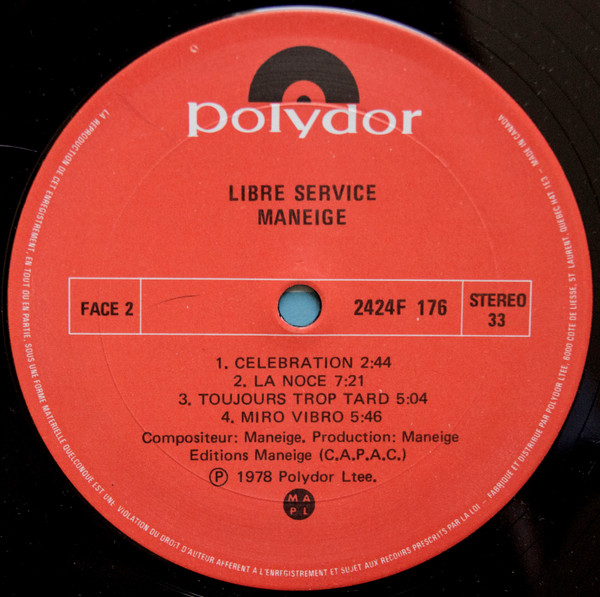 polydor
LIBRE SERVICE
MANEIGE
FACE 2
2424F 176
STEREO
33
1. CELEBRATION 2:44
2. LA NOCE 7:21
3. TOUJOURS TROP TARD 5:04
4. MIRO VIBRO 5:46
Compositeur: Maneige. Production: Maneige
Editions Maneige (C.A.P.A.C.)
Ⓟ 1978 Polydor Ltee.
M A
P L
LA REPRODUCTION DE CET ENREGISTREMENT, EN TOUT OU EN PARTIE, SOUS UNE FORME MATERIELLE QUELCONQUE EST UNE VIOLATION DU DROIT D'AUTEUR AFFERENT A L'ENREGISTREMENT ET SUJET AUX RECOURS PRESCRITS PAR LA LOI - FABRIQUE ET DISTRIBUE PAR POLYDOR LTEE, 6000 COTE DE LIESSE, ST. LAURENT, QUEBEC H4T 1E3 - MADE IN CANADA